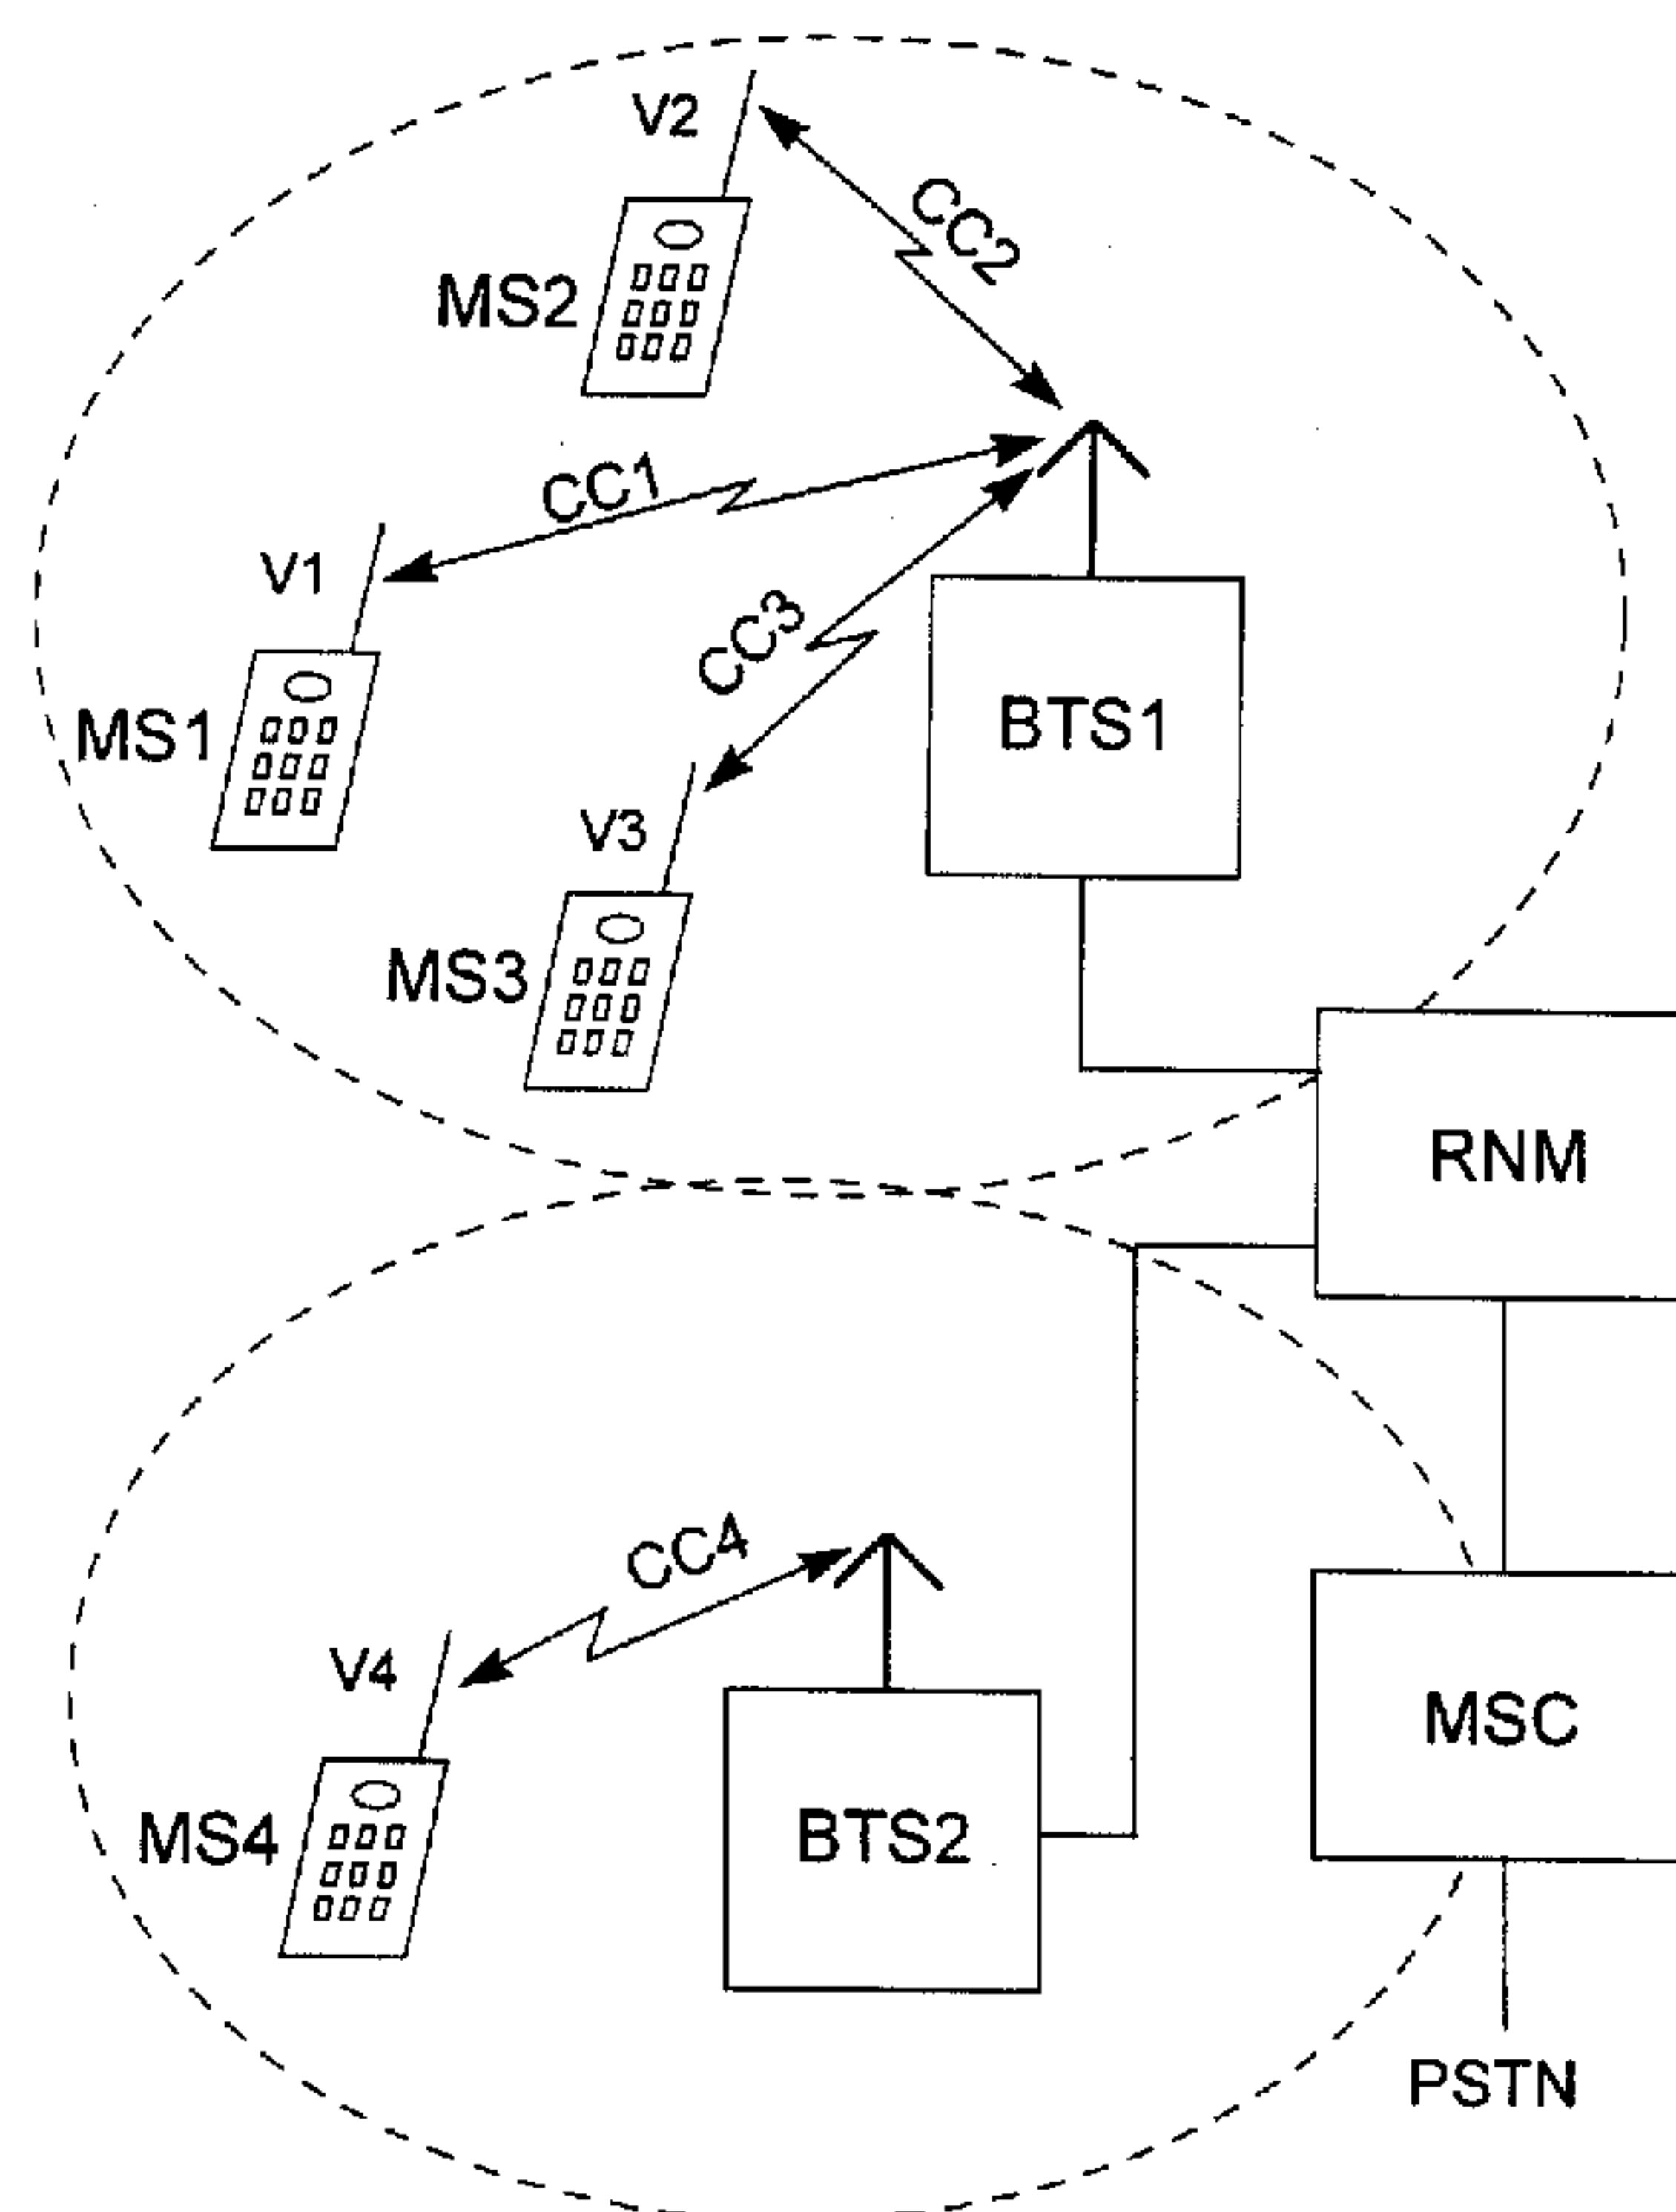 V2
CC2
MS2
CC1
V1
CC3
MS1
BTS1
V3
MS3
RNM
CC4
V4
MSC
MS4
BTS2
PSTN